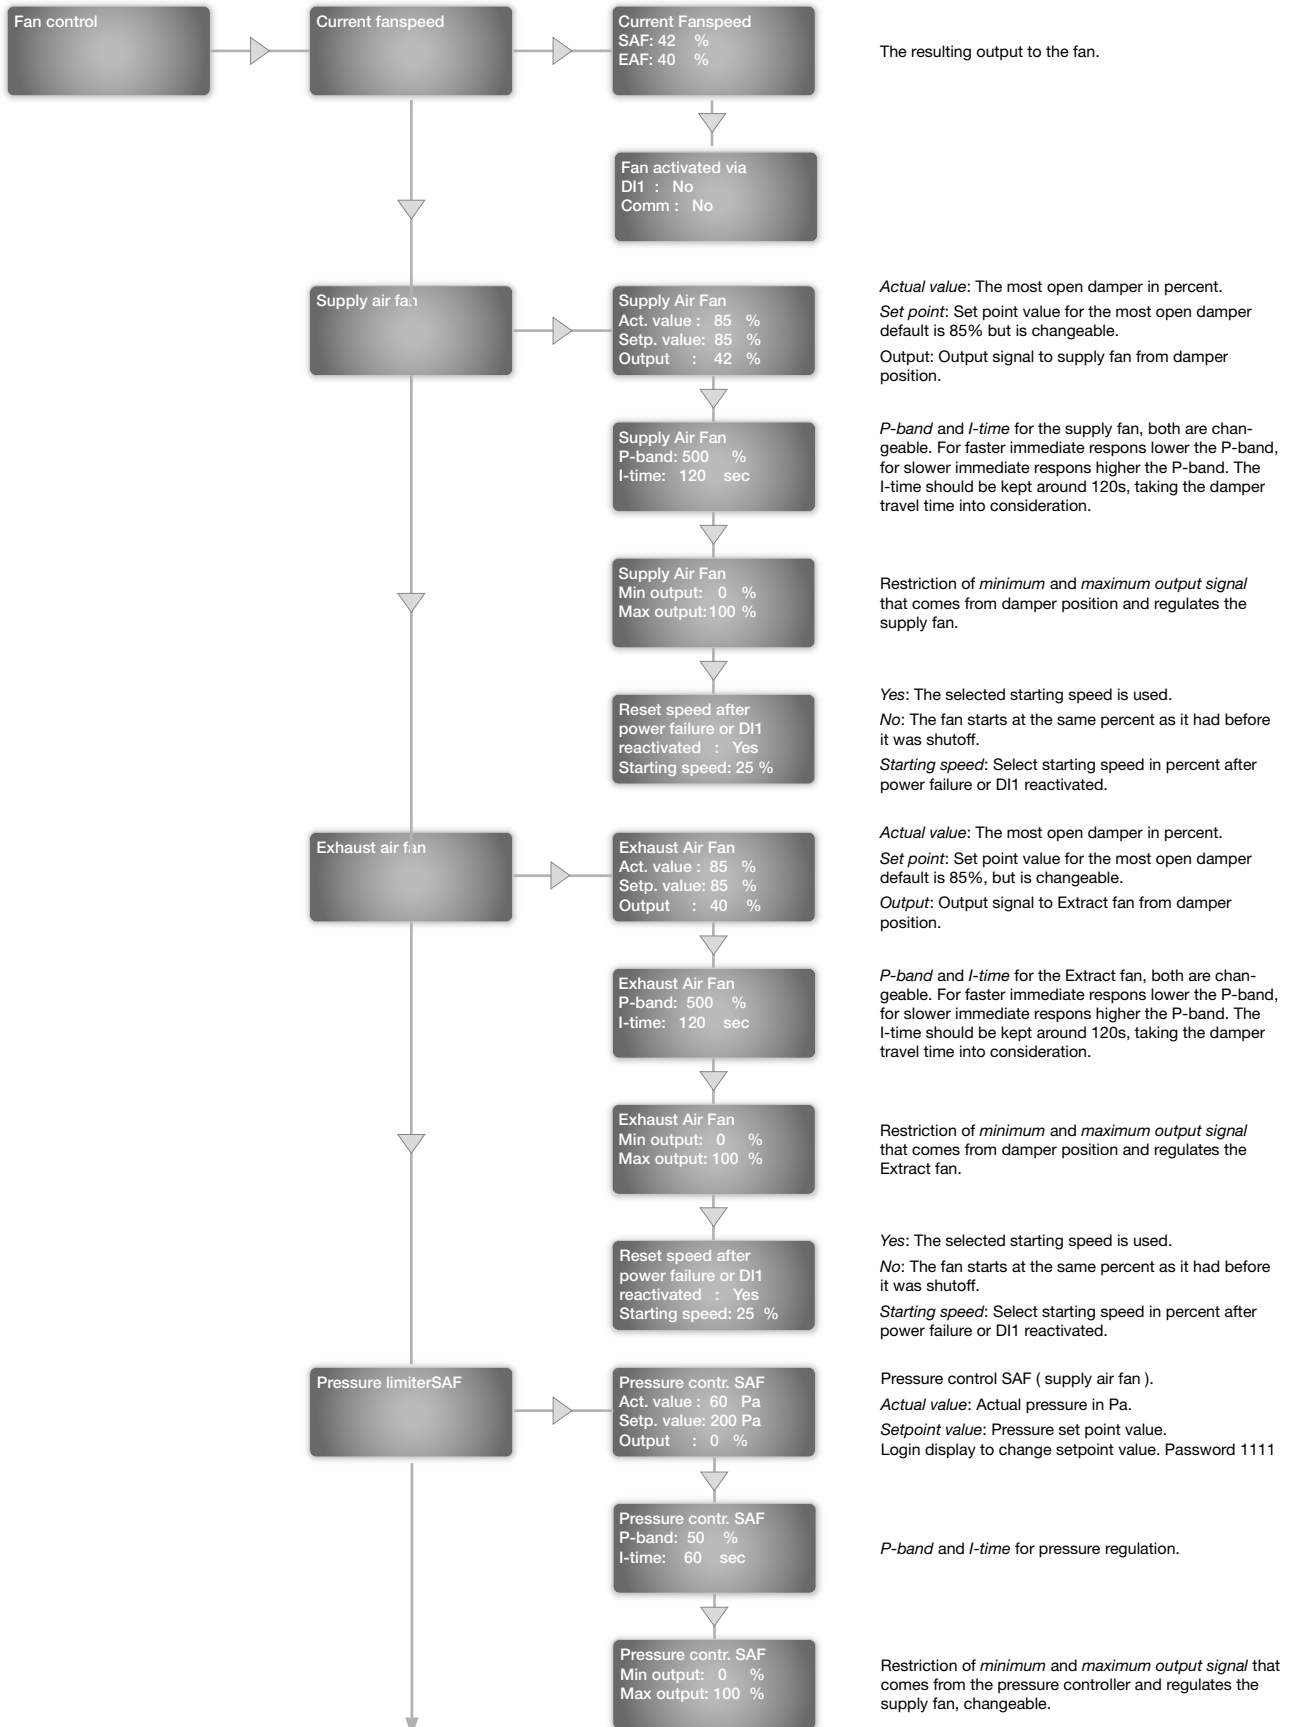 Fan control
Current fanspeed
Current Fanspeed
SAF: 42 %
EAF: 40 %
The resulting output to the fan.
Fan activated via
DI1 : No
Comm : No
Supply air fan
Supply Air Fan
Act. value : 85 %
Setp. value: 85 %
Output : 42 %
Actual value: The most open damper in percent.
Set point: Set point value for the most open damper
default is 85% but is changeable.
Output: Output signal to supply fan from damper
position.
Supply Air Fan
P-band: 500 %
I-time: 120 sec
P-band and I-time for the supply fan, both are chan-
geable. For faster immediate respons lower the P-band,
for slower immediate respons higher the P-band. The
I-time should be kept around 120s, taking the damper
travel time into consideration.
Supply Air Fan
Min output: 0 %
Max output:100 %
Restriction of minimum and maximum output signal
that comes from damper position and regulates the
supply fan.
Reset speed after
power failure or DI1
reactivated : Yes
Starting speed: 25 %
Yes: The selected starting speed is used.
No: The fan starts at the same percent as it had before
it was shutoff.
Starting speed: Select starting speed in percent after
power failure or DI1 reactivated.
Exhaust air fan
Exhaust Air Fan
Act. value : 85 %
Setp. value: 85 %
Output : 40 %
Actual value: The most open damper in percent.
Set point: Set point value for the most open damper
default is 85%, but is changeable.
Output: Output signal to Extract fan from damper
position.
Exhaust Air Fan
P-band: 500 %
I-time: 120 sec
P-band and I-time for the Extract fan, both are chan-
geable. For faster immediate respons lower the P-band,
for slower immediate respons higher the P-band. The
I-time should be kept around 120s, taking the damper
travel time into consideration.
Exhaust Air Fan
Min output: 0 %
Max output: 100 %
Restriction of minimum and maximum output signal
that comes from damper position and regulates the
Extract fan.
Reset speed after
power failure or DI1
reactivated : Yes
Starting speed: 25 %
Yes: The selected starting speed is used.
No: The fan starts at the same percent as it had before
it was shutoff.
Starting speed: Select starting speed in percent after
power failure or DI1 reactivated.
Pressure limiterSAF
Pressure contr. SAF
Act. value : 60 Pa
Setp. value: 200 Pa
Output : 0 %
Pressure control SAF ( supply air fan ).
Actual value: Actual pressure in Pa.
Setpoint value: Pressure set point value.
Login display to change setpoint value. Password 1111
Pressure contr. SAF
P-band: 50 %
I-time: 60 sec
P-band and I-time for pressure regulation.
Pressure contr. SAF
Min output: 0 %
Max output: 100 %
Restriction of minimum and maximum output signal that
comes from the pressure controller and regulates the
supply fan, changeable.